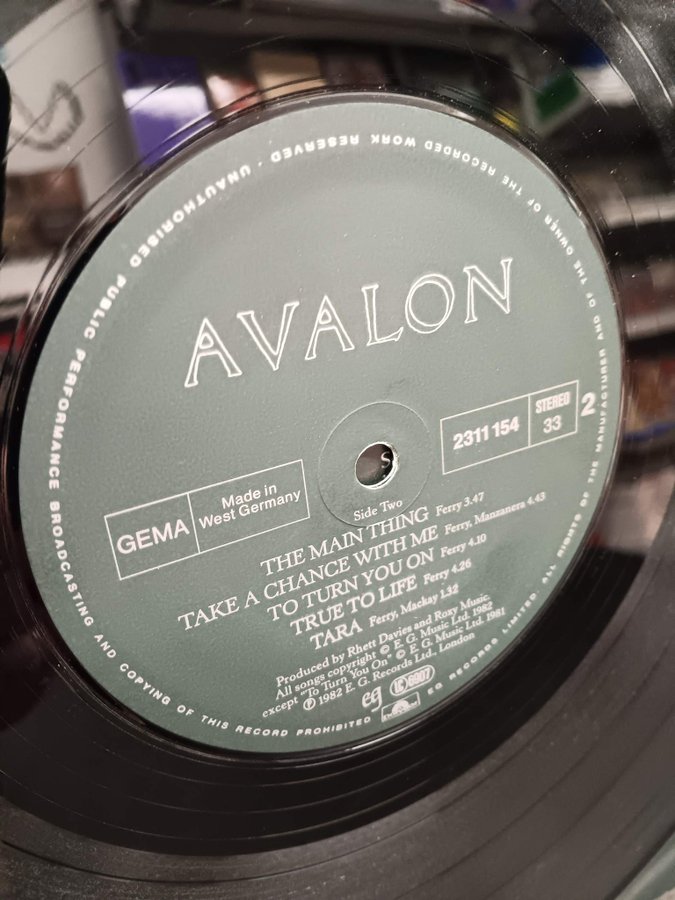 UNAUTHORISED PUBLIC PERFORMANCE BROADCASTING AND COPYING OF THIS RECORD PROHIBITED
EG RECORDS LIMITED. ALL RIGHTS OF THE MANUFACTURER AND OF THE OWNER OF THE RECORDED WORK RESERVED ·
AVALON
GEMA
Made in
West Germany
2311 154
STEREO
33
2
Side Two
THE MAIN THING Ferry 3.47
TAKE A CHANCE WITH ME Ferry, Manzanera 4.43
TO TURN YOU ON Ferry 4.10
TRUE TO LIFE Ferry 4.26
TARA Ferry, Mackay 1.32
Produced by Rhett Davies and Roxy Music.
All songs copyright © E. G. Music Ltd. 1982
except "To Turn You On" © E. G. Music Ltd. 1981
℗ 1982 E. G. Records Ltd., London
eg
LC 6907